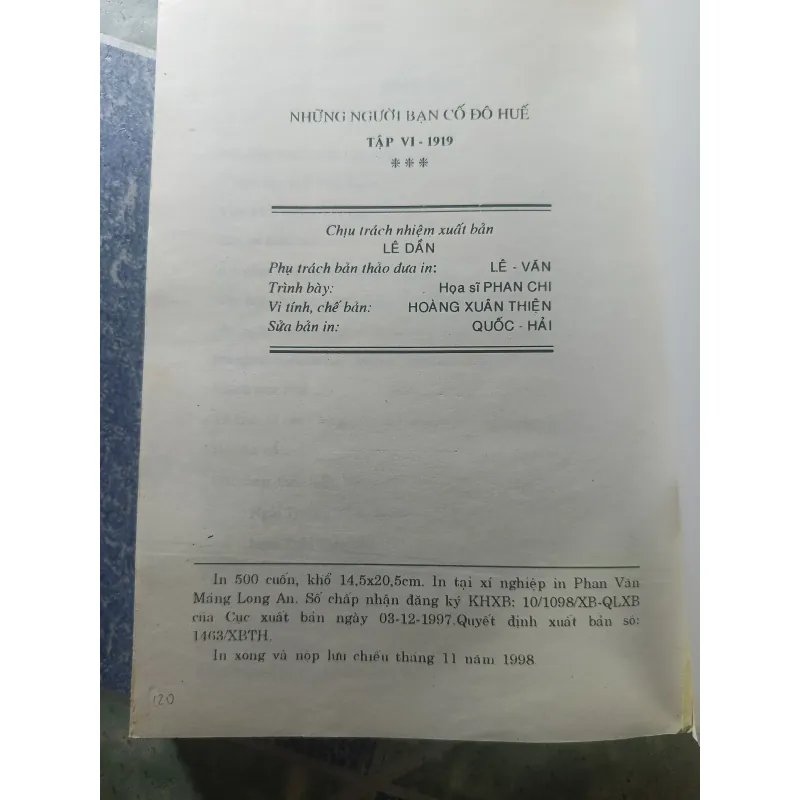 NHỮNG NGƯỜI BẠN CỐ ĐÔ HUẾ
TẬP VI - 1919
***
Chịu trách nhiệm xuất bản
LÊ DẦN
Phụ trách bản thảo đưa in: LÊ - VĂN
Trình bày: Họa sĩ PHAN CHI
Vi tính, chế bản: HOÀNG XUÂN THIỆN
Sửa bản in: QUỐC - HẢI
In 500 cuốn, khổ 14,5x20,5cm. In tại xí nghiệp in Phan Văn
Mảng Long An. Số chấp nhận đăng ký KHXB: 10/1098/XB-QLXB
của Cục xuất bản ngày 03-12-1997.Quyết định xuất bản số:
1463/XBTH.
In xong và nộp lưu chiểu tháng 11 năm 1998
120